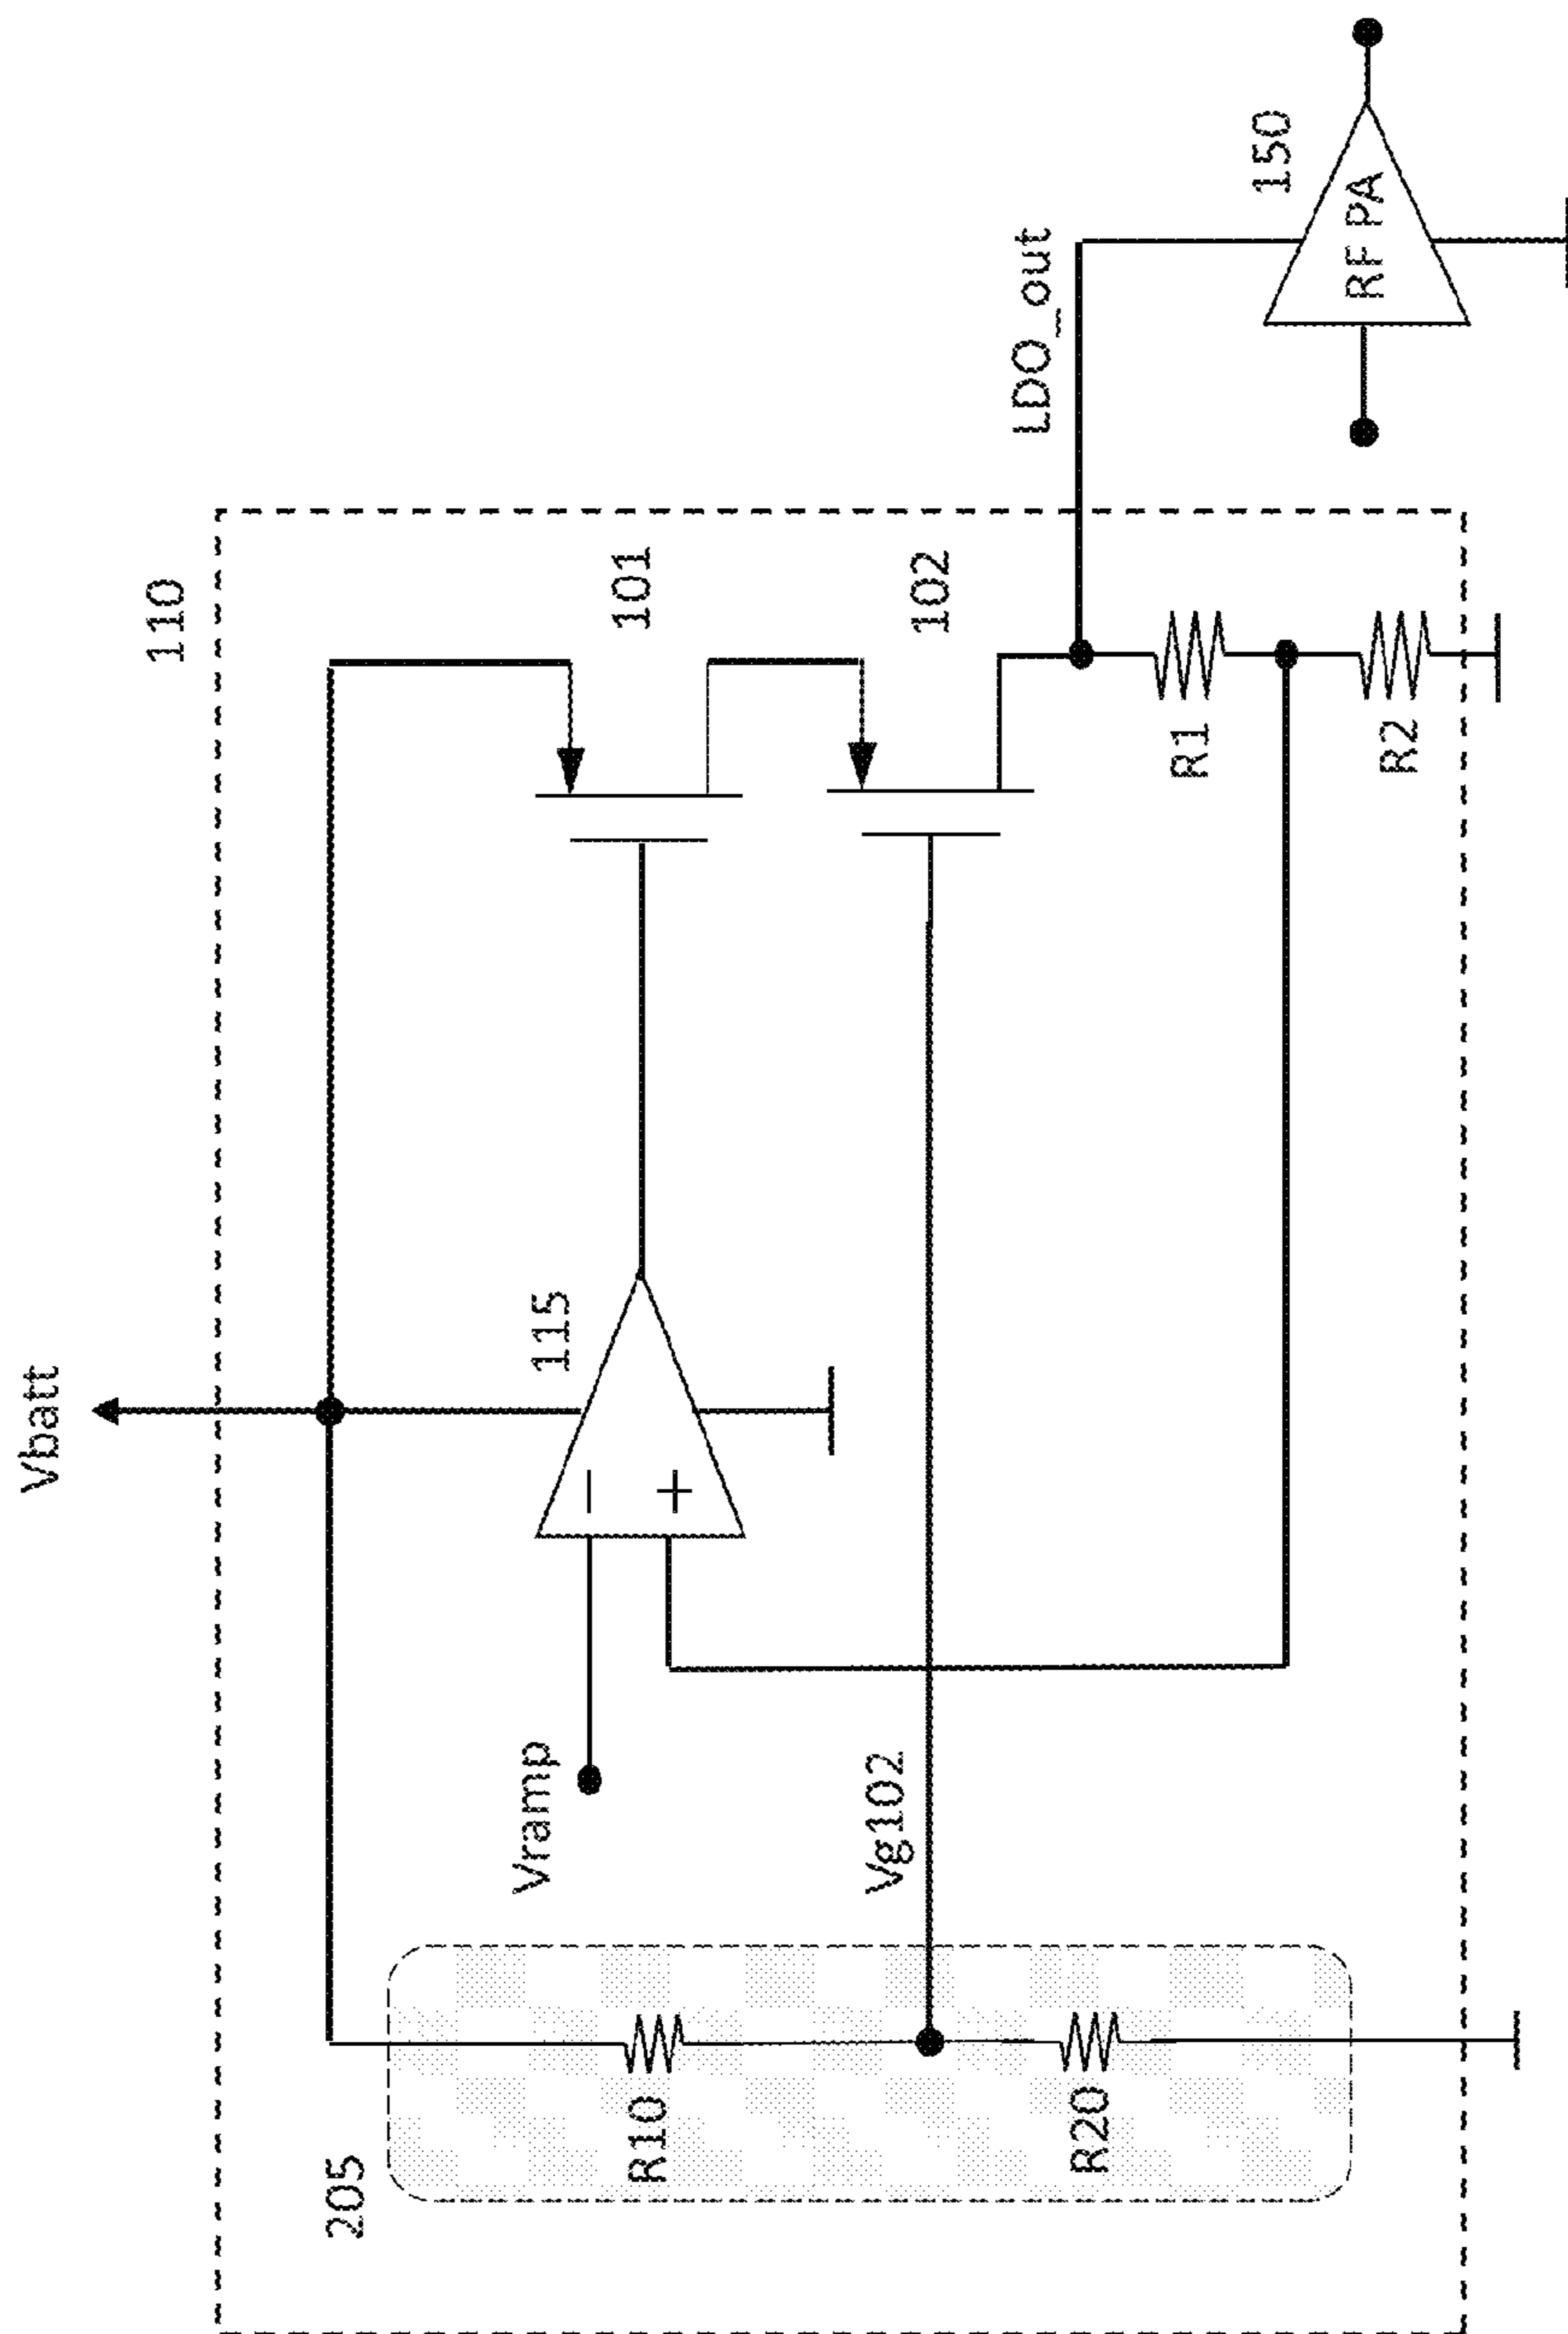 Vbatt
110
205
115
101
Vramp
R10
Vg102
102
LDO_out
150
RF PA
R20
R1
R2
−
+